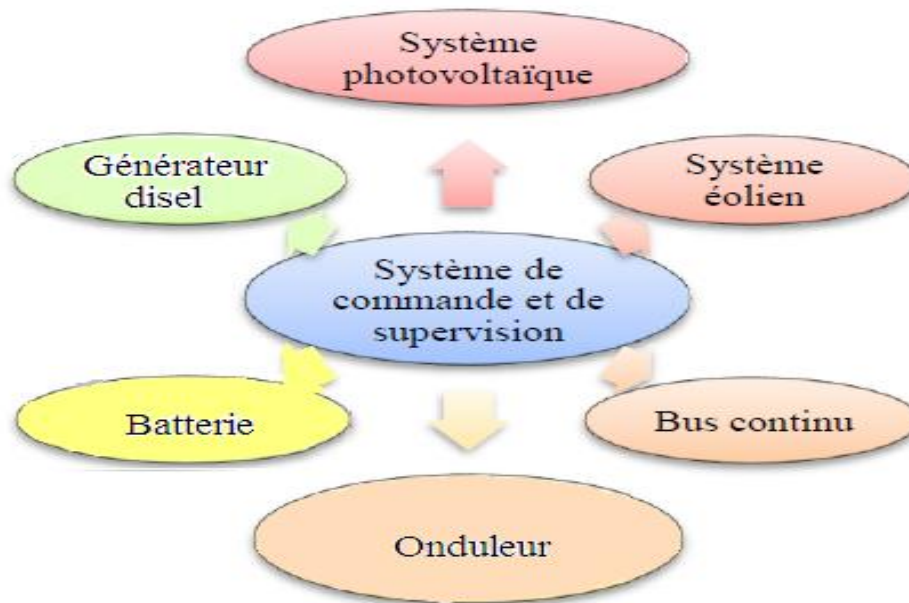 Système
photovoltaïque
Générateur
disel
Système
éolien
Système de
commande et de
supervision
Batterie
Bus continu
Onduleur